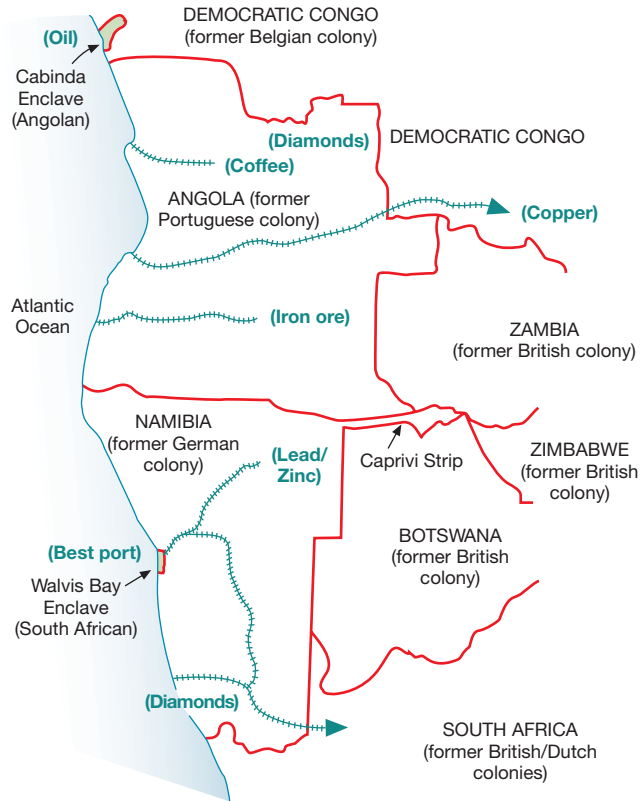 DEMOCRATIC CONGO
(former Belgian colony)
(Oil)
Cabinda
Enclave
(Angolan)
(Diamonds)
DEMOCRATIC CONGO
(Coffee)
ANGOLA (former
Portuguese colony)
(Copper)
Atlantic
Ocean
(Iron ore)
ZAMBIA
(former British colony)
NAMIBIA
(former German
colony)
(Lead/
Zinc)
Caprivi Strip
ZIMBABWE
(former British
colony)
BOTSWANA
(former British
colony)
(Best port)
Walvis Bay
Enclave
(South African)
(Diamonds)
SOUTH AFRICA
(former British/Dutch
colonies)